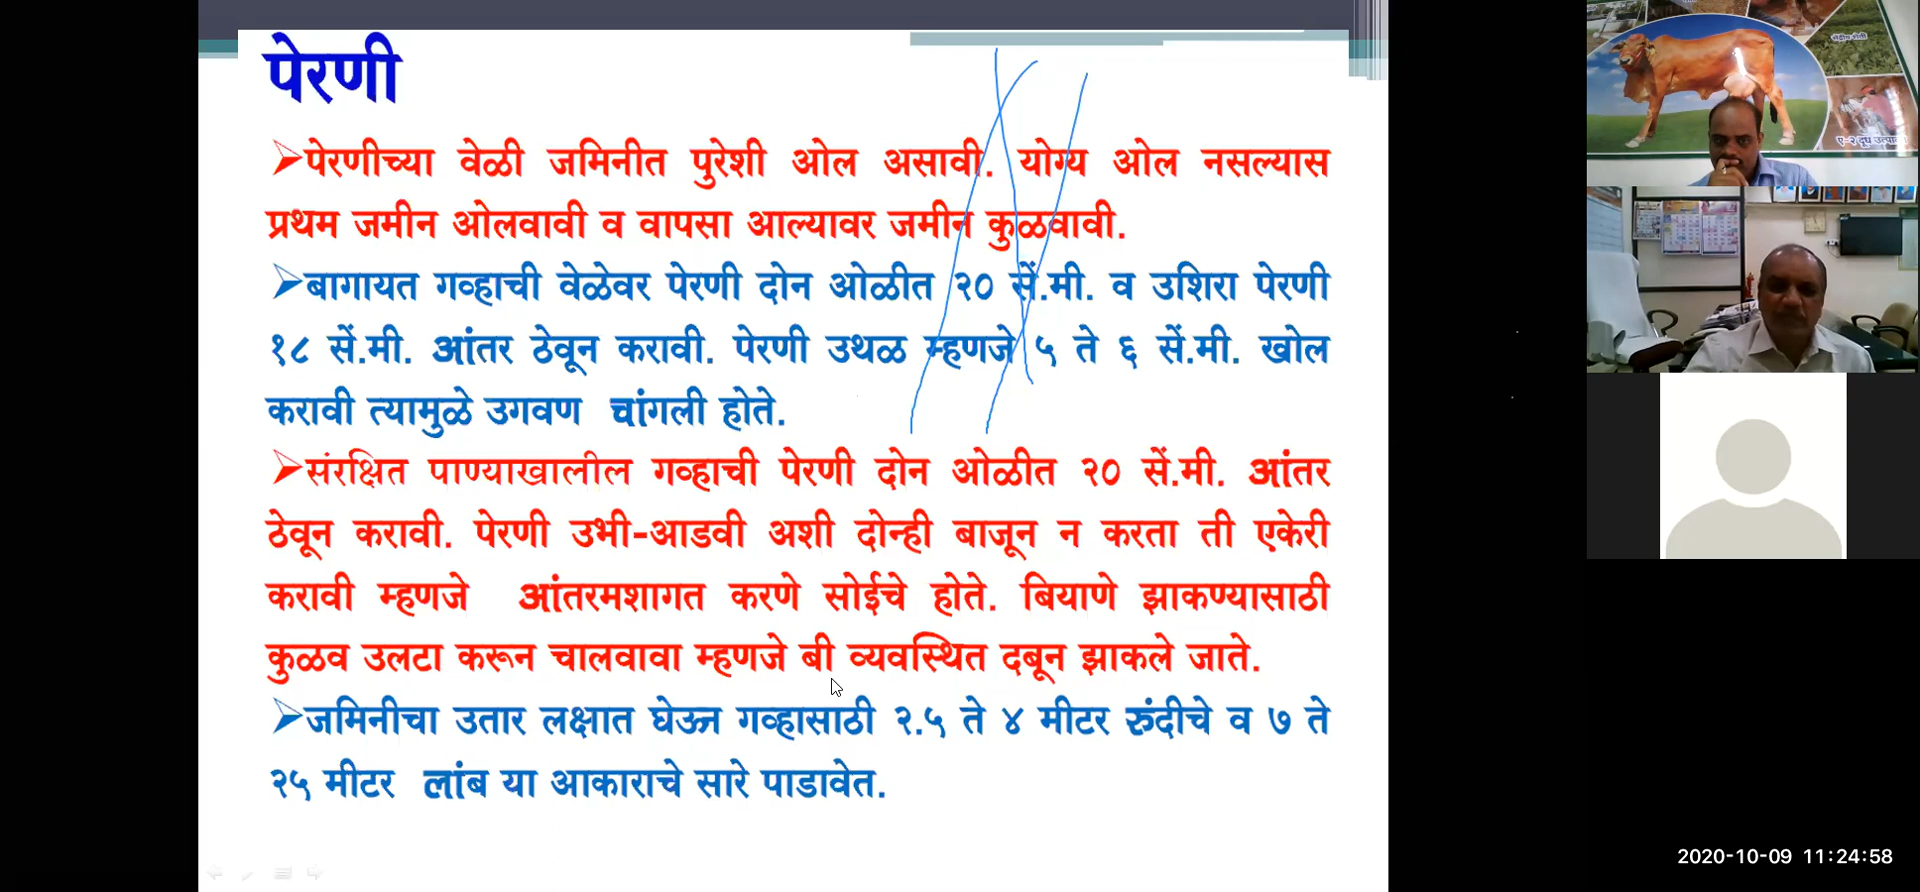 पेरणी
➢पेरणीच्या वेळी जमिनीत पुरेशी ओल असावी. योग्य ओल नसल्यास
प्रथम जमीन ओलवावी व वापसा आल्यावर जमीन कुळवावी.
➢बागायत गव्हाची वेळेवर पेरणी दोन ओळीत २० सें.मी. व उशिरा पेरणी
१८ सें.मी. आंतर ठेवून करावी. पेरणी उथळ म्हणजे ५ ते ६ सें.मी. खोल
करावी त्यामुळे उगवण चांगली होते.
➢संरक्षित पाण्याखालील गव्हाची पेरणी दोन ओळीत २० सें.मी. आंतर
ठेवून करावी. पेरणी उभी-आडवी अशी दोन्ही बाजून न करता ती एकेरी
करावी म्हणजे आंतरमशागत करणे सोईचे होते. बियाणे झाकण्यासाठी
कुळव उलटा करून चालवावा म्हणजे बी व्यवस्थित दबून झाकले जाते.
➢जमिनीचा उतार लक्षात घेऊन गव्हासाठी २.५ ते ४ मीटर रुंदीचे व ७ ते
२५ मीटर लांब या आकाराचे सारे पाडावेत.
2020-10-09 11:24:58